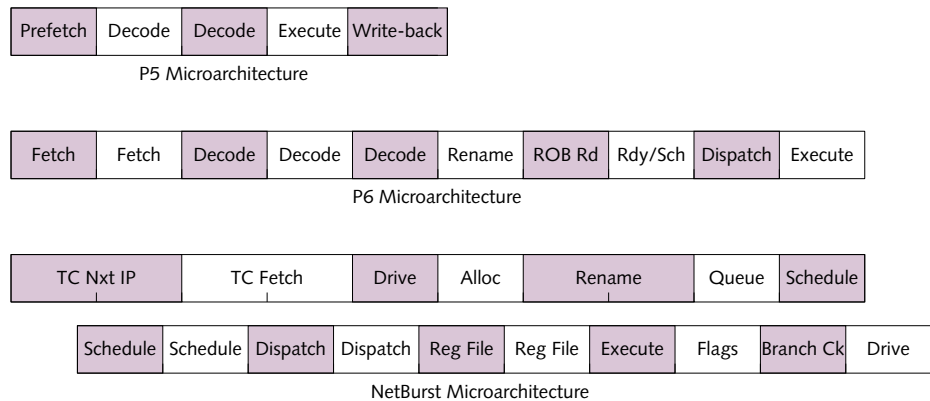 Prefetch Decode Decode Execute Write-back
P5 Microarchitecture
Fetch Fetch Decode Decode Decode Rename ROB Rd Rdy/Sch Dispatch Execute
P6 Microarchitecture
TC Nxt IP TC Fetch Drive Alloc Rename Queue Schedule
Schedule Schedule Dispatch Dispatch Reg File Reg File Execute Flags Branch Ck Drive
NetBurst Microarchitecture